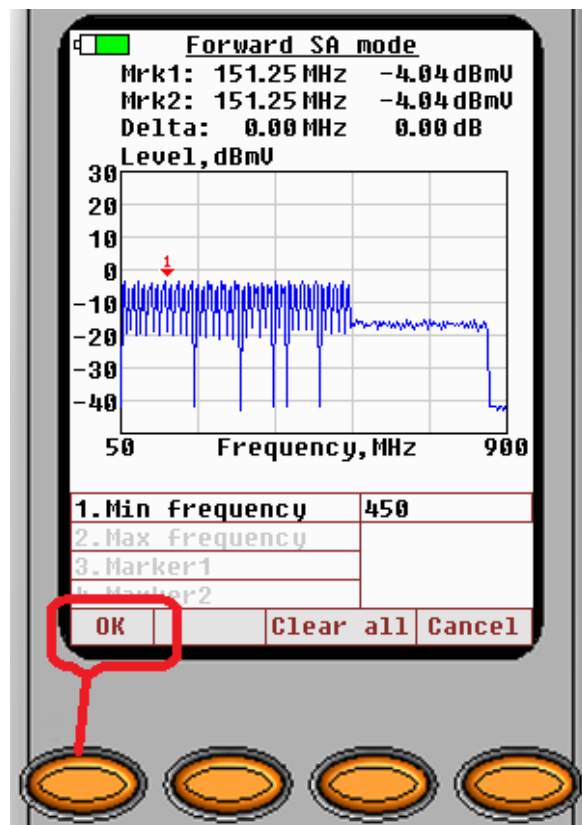 Forward SA mode
Mrk1: 151.25 MHz -4.04 dBmV
Mrk2: 151.25 MHz -4.04 dBmV
Delta: 0.00 MHz 0.00 dB
Level,dBmV
30
20
10
0
1
-10
-20
-30
-40
50 Frequency,MHz 900
1.Min frequency 450
2.Max frequency
3.Marker1
4.Marker2
OK Clear all Cancel